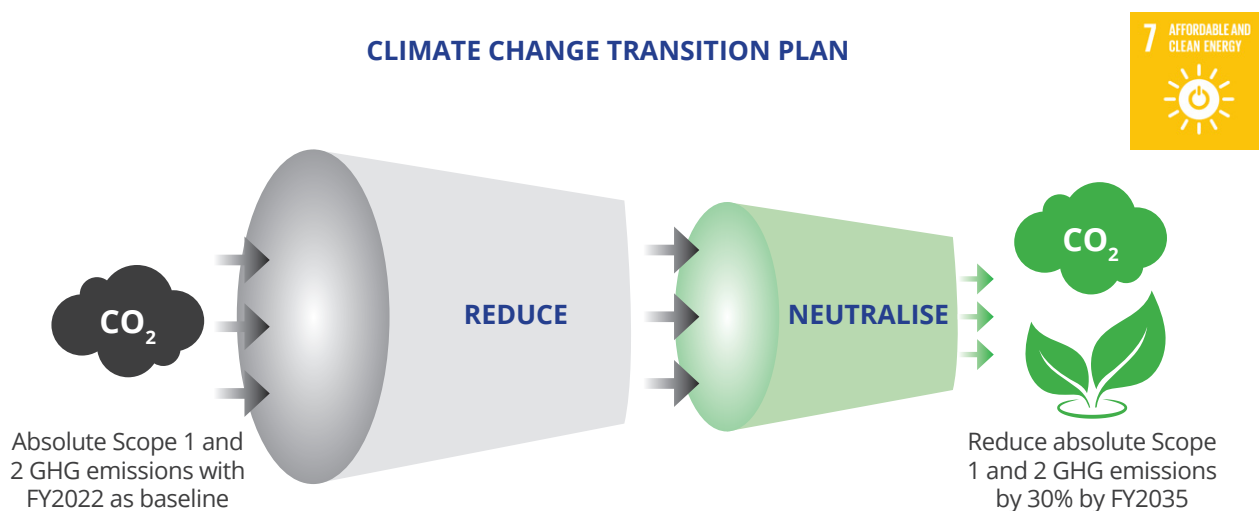 CLIMATE CHANGE TRANSITION PLAN
7 AFFORDABLE AND
CLEAN ENERGY
CO₂
REDUCE
NEUTRALISE
CO₂
Absolute Scope 1 and
2 GHG emissions with
FY2022 as baseline
Reduce absolute Scope
1 and 2 GHG emissions
by 30% by FY2035